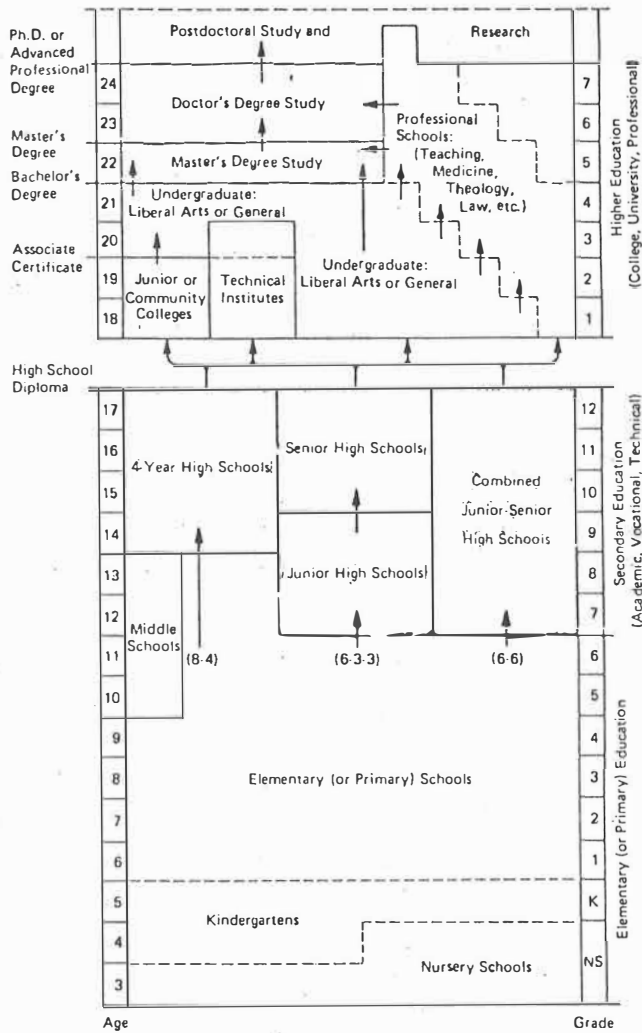 Ph.D. or
Advanced
Professional
Degree
Master's
Degree
Bachelor's
Degree
Associate
Certificate
High School
Diploma
24
23
22
21
20
19
18
Postdoctoral Study and
Research
Doctor's Degree Study
Professional
Schools:
(Teaching,
Medicine,
Theology,
Law, etc.)
Master's Degree Study
Undergraduate:
Liberal Arts or General
Junior or
Community
Colleges
Technical
Institutes
Undergraduate:
Liberal Arts or General
7
6
5
4
3
2
1
Higher Education
(College, University, Professional)
17
16
15
14
13
12
11
10
9
8
7
6
5
4
3
4-Year High Schools
Senior High Schools
Combined
Junior-Senior
High Schools
Junior High Schools
Middle
Schools
(8-4)
(6-3-3)
(6-6)
Elementary (or Primary) Schools
Kindergartens
Nursery Schools
12
11
10
9
8
7
6
5
4
3
2
1
K
NS
Secondary Education
(Academic, Vocational, Technical)
Elementary (or Primary) Education
Age
Grade